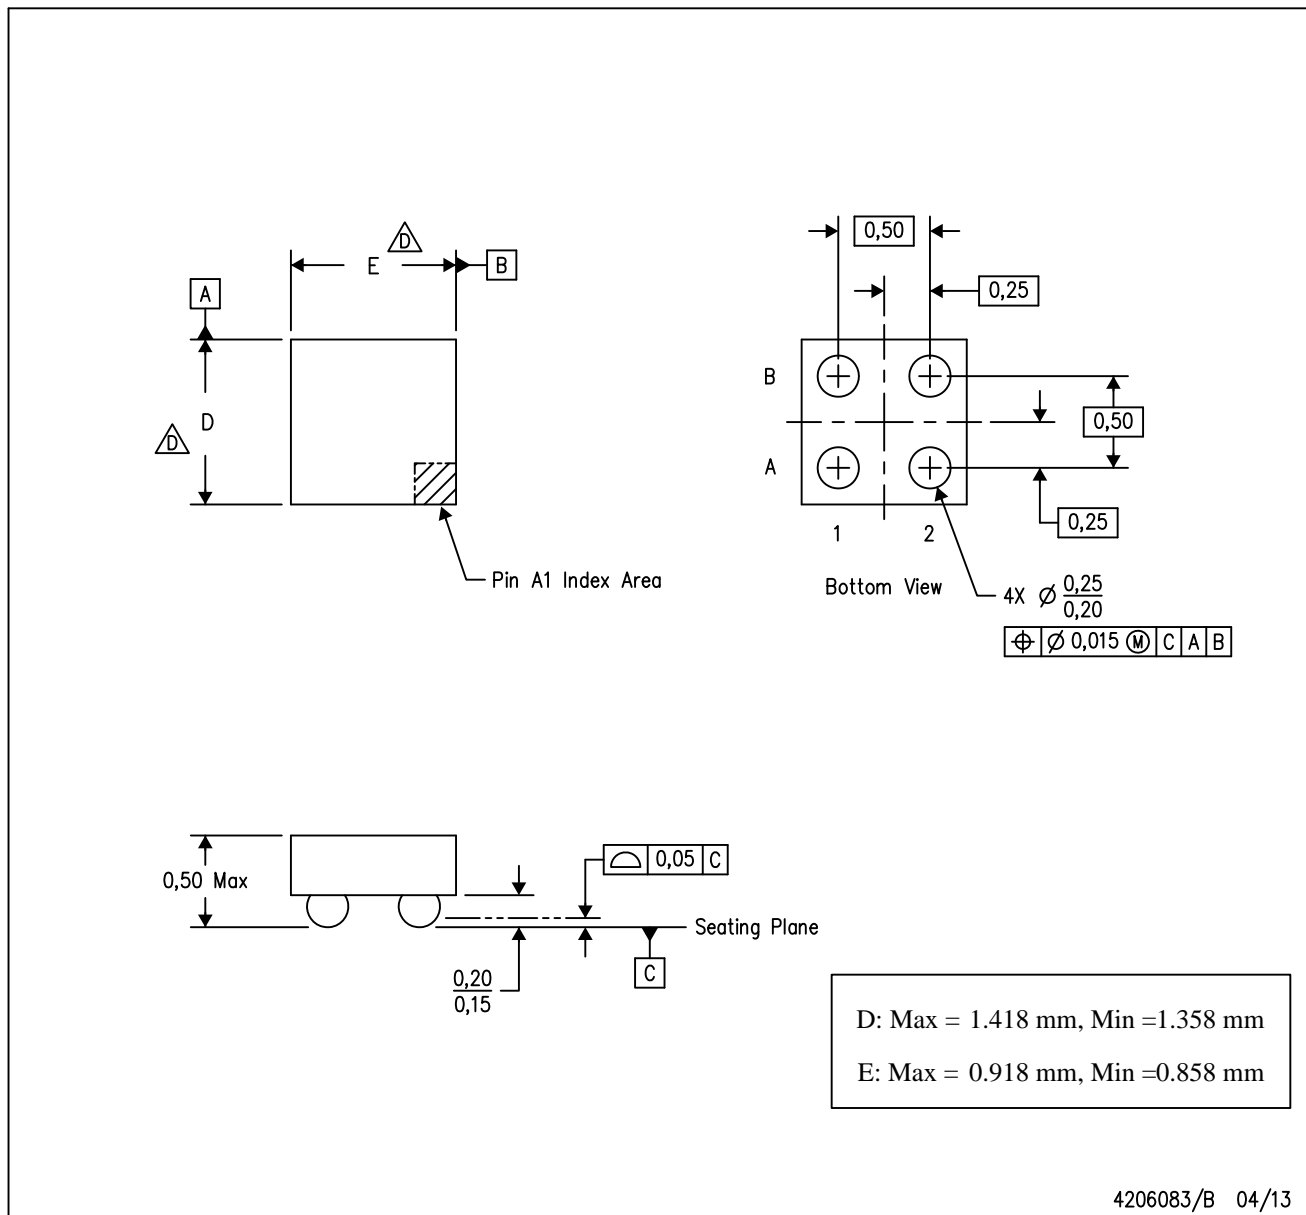 0,50
D
E
B
A
0,25
D
D
B
A
0,50
0,25
1 2
Pin A1 Index Area
Bottom View
4X Ø 0,25
0,20
⌖ Ø 0,015 Ⓜ C A B
⌓ 0,05 C
0,50 Max
Seating Plane
0,20
0,15
C
D: Max = 1.418 mm, Min =1.358 mm
E: Max = 0.918 mm, Min =0.858 mm
4206083/B 04/13